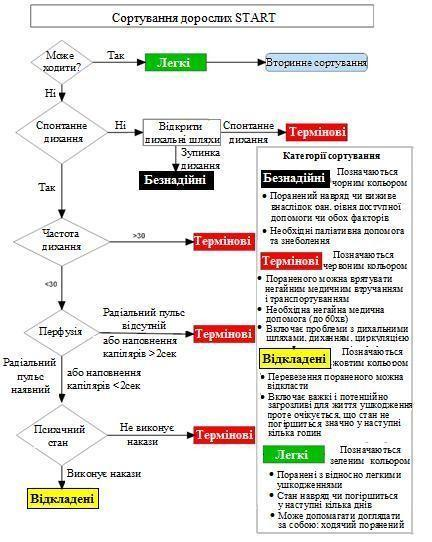 Сортування дорослих START
Може
ходити?
Так
Легкі
Вторинне сортування
Ні
Спонтанне
дихання
Ні
Відкрити
дихальні шляхи
Спонтанне
дихання
Термінові
Зупинка
дихання
Безнадійні
Так
Частота
дихання
>30
Термінові
<30
Перфузія
Радіальний пульс
відсутній
або наповнення
капілярів >2сек
Термінові
Радіальний
пульс
наявний
або наповнення
капілярів <2сек
Психічний
стан
Не виконує
накази
Термінові
Виконує накази
Відкладені
Категорії сортування
Безнадійні
Позначаються
чорним кольором
• Поранений навряч чи виживе
внаслідок ран, рівня доступної
допомоги чи обох факторів
• Необхідні паліативна допомога
та знеболення
Термінові
Позначаються
червоним кольором
• Пораненого можна врятувати
негайним медичним втручанням
і транспортуванням
• Необхідна негайна медична
допомога (до 60хв)
• Включає проблеми з дихальними
шляхами, диханням, циркуляцією
Відкладені
Позначаються
жовтим кольором
• Перевезення пораненого можна
відкласти
• Включає важкі і потенційно
загрозливі для життя ушкодження
проте очікується, що стан не
погіршиться значно у наступні
кілька годин
Легкі
Позначаються
зеленим кольором
• Поранені з відносно легкими
ушкодженнями
• Стан навряч чи погіршиться
у наступні кілька днів
• Може допомагати доглядати
за собою: ходячий поранений